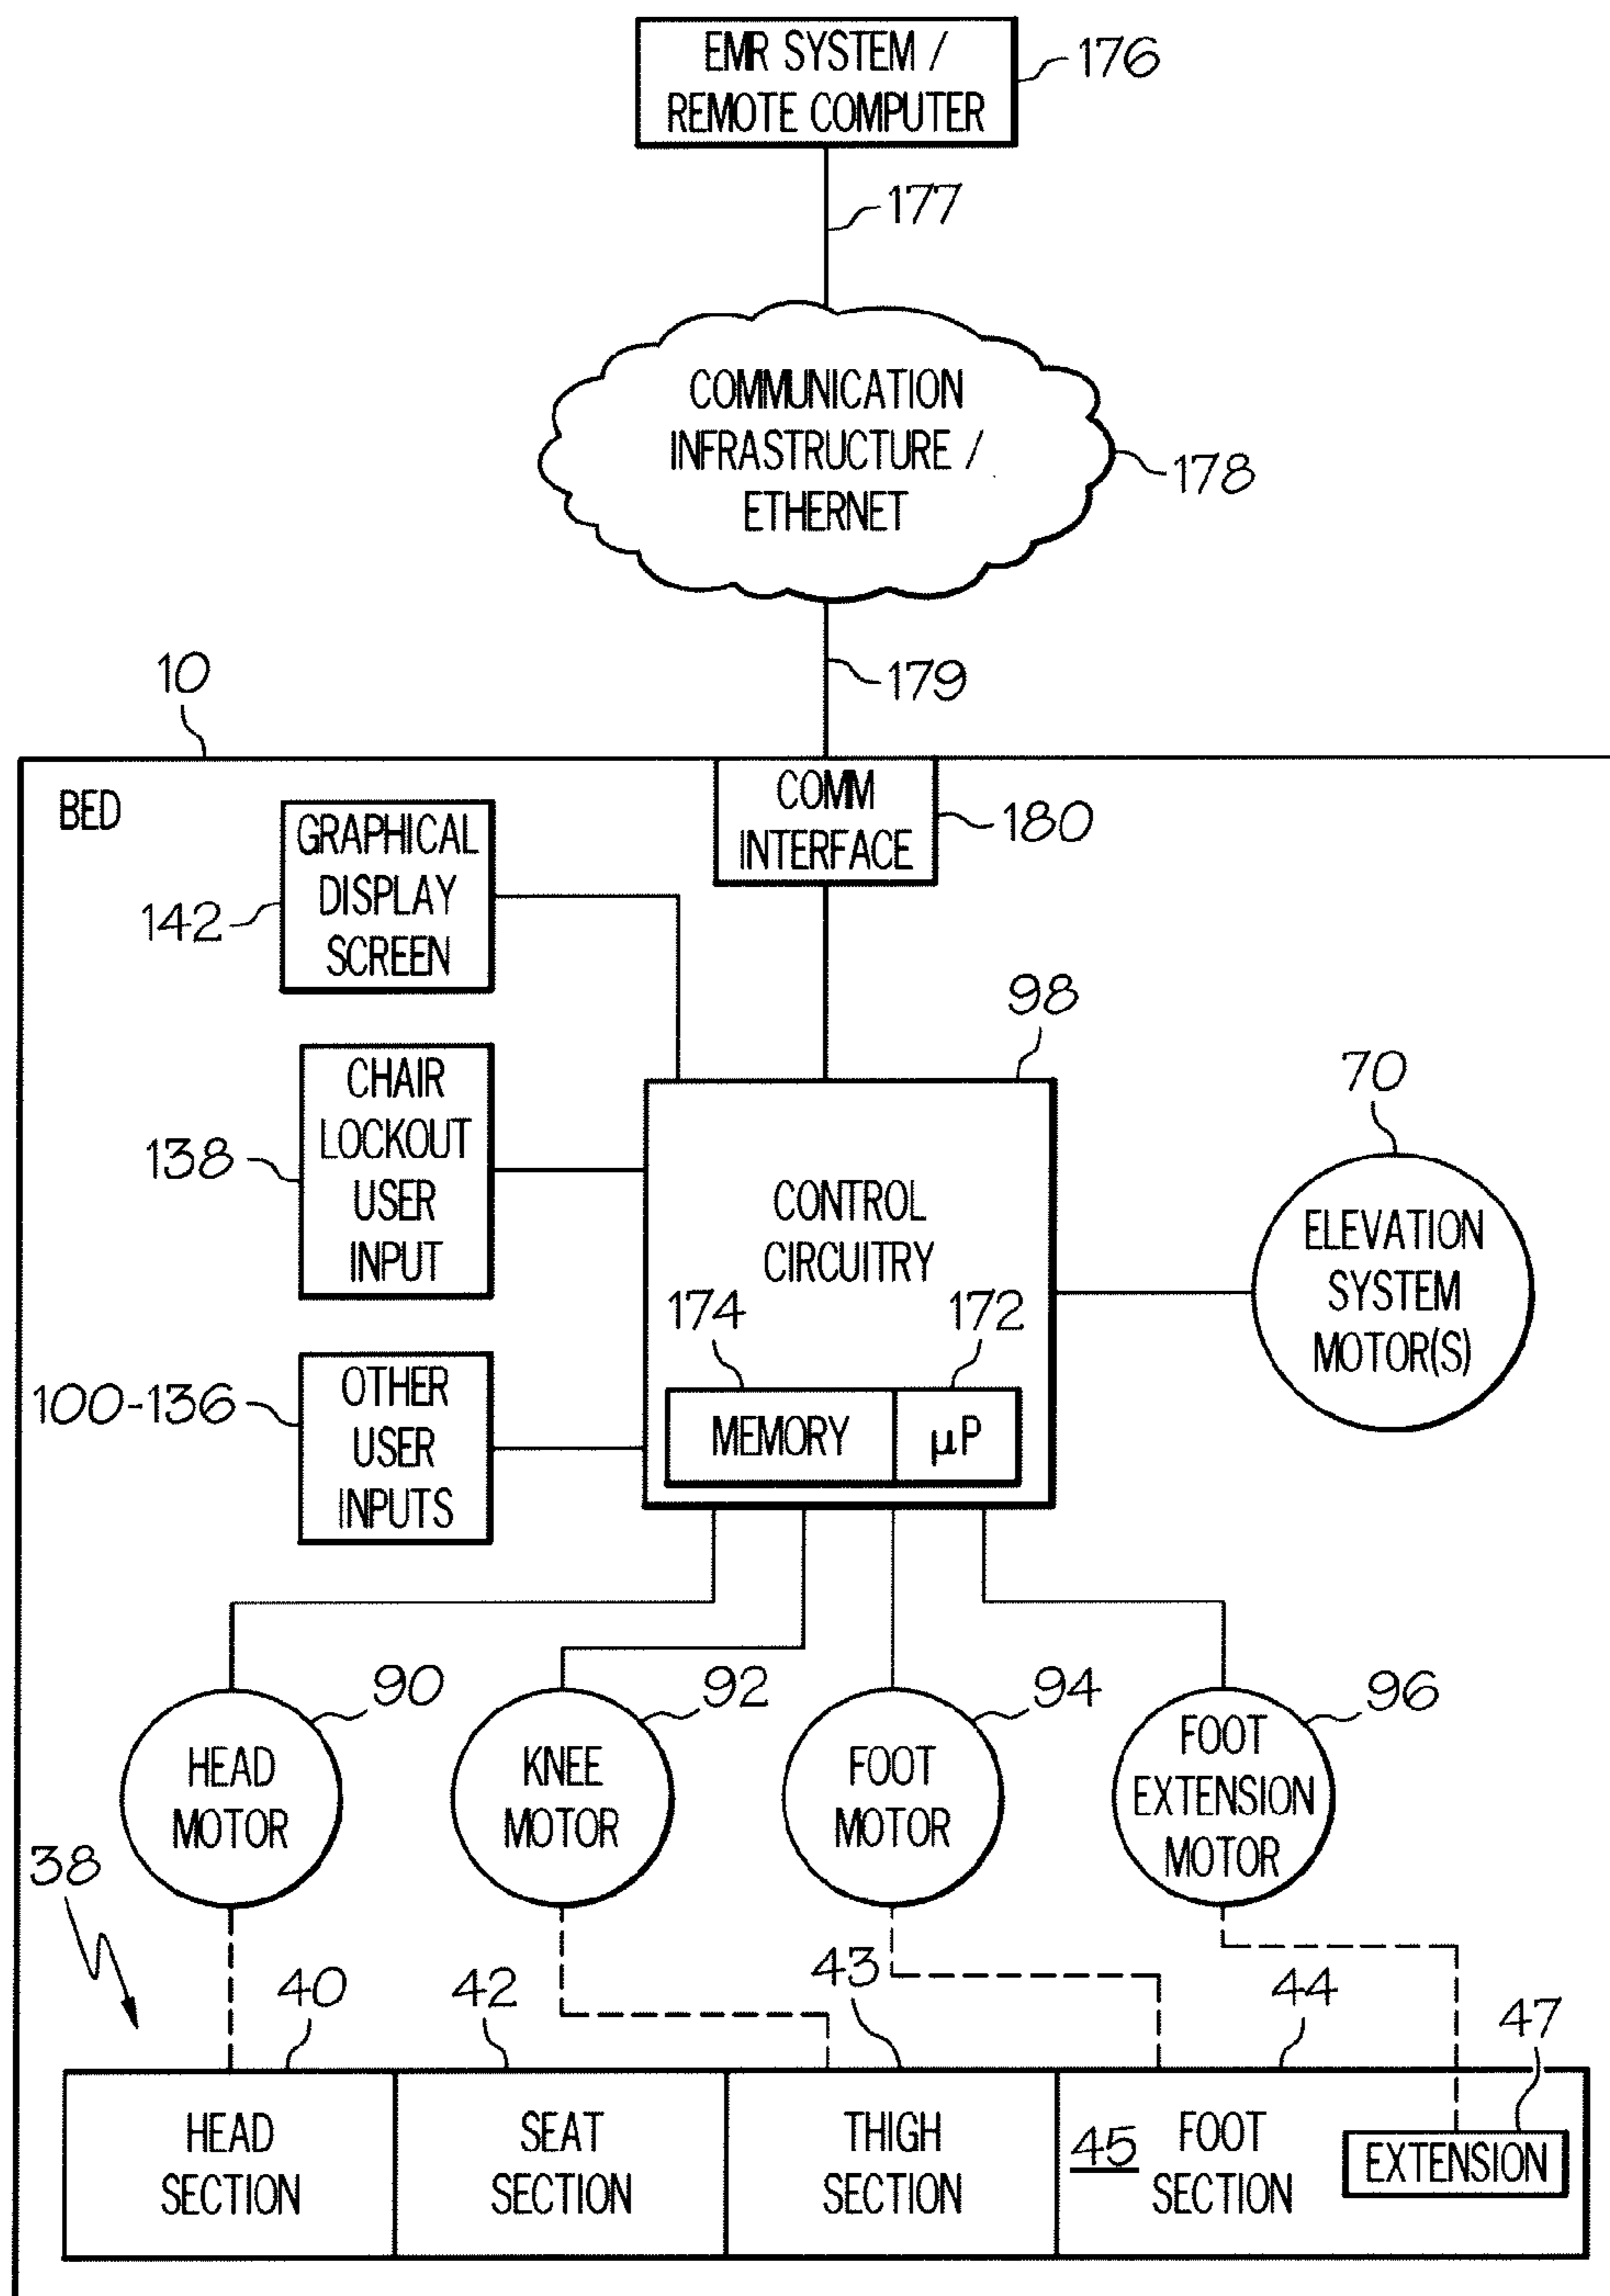 EMR SYSTEM /
REMOTE COMPUTER
176
177
COMMUNICATION
INFRASTRUCTURE /
ETHERNET
178
179
10
BED
COMM
INTERFACE
180
GRAPHICAL
DISPLAY
SCREEN
142
98
CHAIR
LOCKOUT
USER
INPUT
138
CONTROL
CIRCUITRY
70
ELEVATION
SYSTEM
MOTOR(S)
174
172
MEMORY
µP
100-136
OTHER
USER
INPUTS
90
92
94
96
HEAD
MOTOR
KNEE
MOTOR
FOOT
MOTOR
FOOT
EXTENSION
MOTOR
38
40
42
43
44
47
HEAD
SECTION
SEAT
SECTION
THIGH
SECTION
45
FOOT
SECTION
EXTENSION